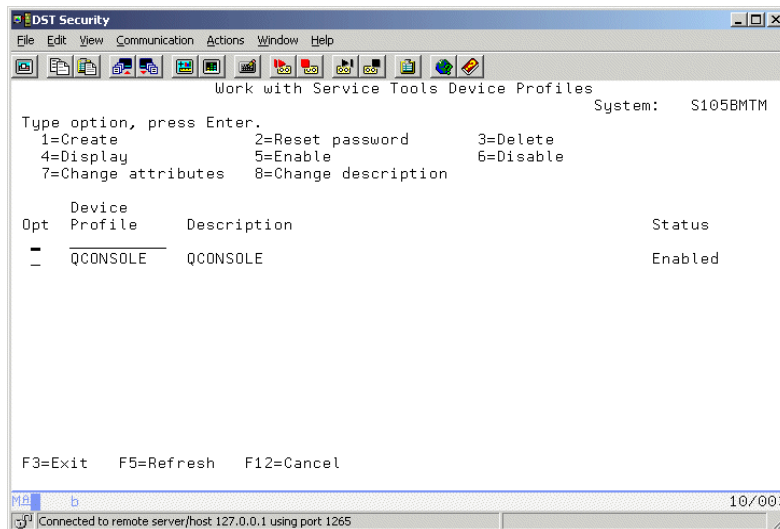 DST Security
File Edit View Communication Actions Window Help
Work with Service Tools Device Profiles
System: S105BMTM
Type option, press Enter.
1=Create 2=Reset password 3=Delete
4=Display 5=Enable 6=Disable
7=Change attributes 8=Change description
Device
Opt Profile Description Status
QCONSOLE QCONSOLE Enabled
F3=Exit F5=Refresh F12=Cancel
MA b
Connected to remote server/host 127.0.0.1 using port 1265